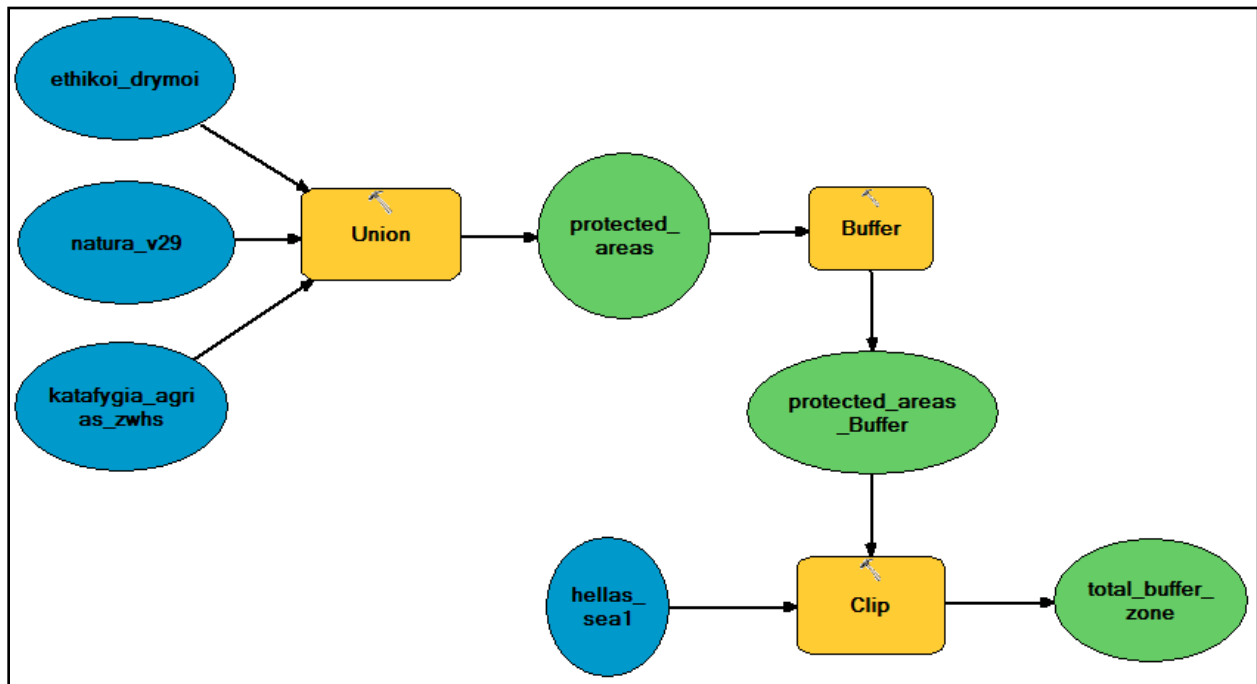 ethikoi_drymoi
natura_v29
katafygia_agri
as_zwhs
Union
protected_
areas
Buffer
protected_areas
_Buffer
hellas_
sea1
Clip
total_buffer_
zone